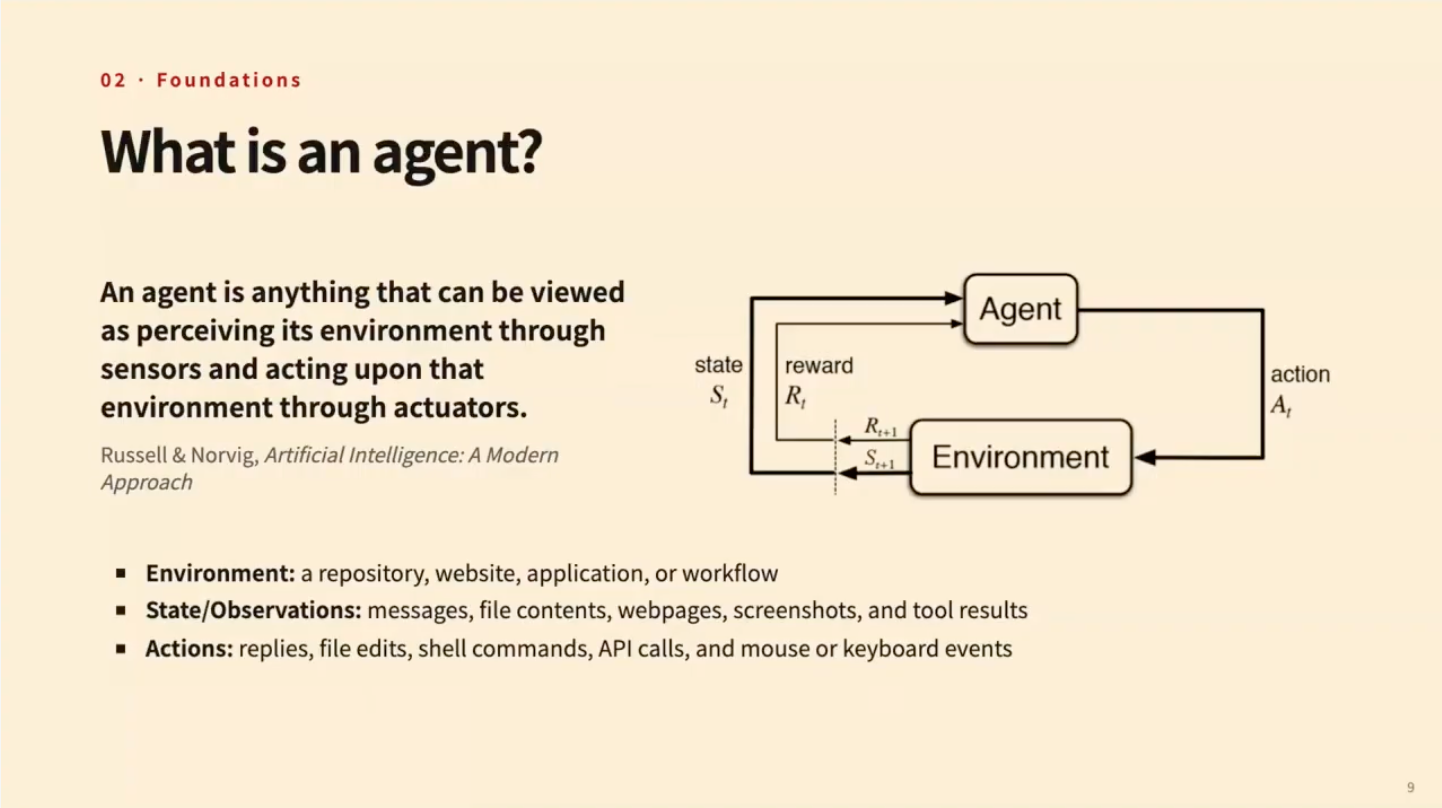 02 · Foundations
What is an agent?
An agent is anything that can be viewed
as perceiving its environment through
sensors and acting upon that
environment through actuators.
Russell & Norvig, Artificial Intelligence: A Modern
Approach
Agent
state
S_t
reward
R_t
action
A_t
R_{t+1}
S_{t+1}
Environment
▪ Environment: a repository, website, application, or workflow
▪ State/Observations: messages, file contents, webpages, screenshots, and tool results
▪ Actions: replies, file edits, shell commands, API calls, and mouse or keyboard events
9